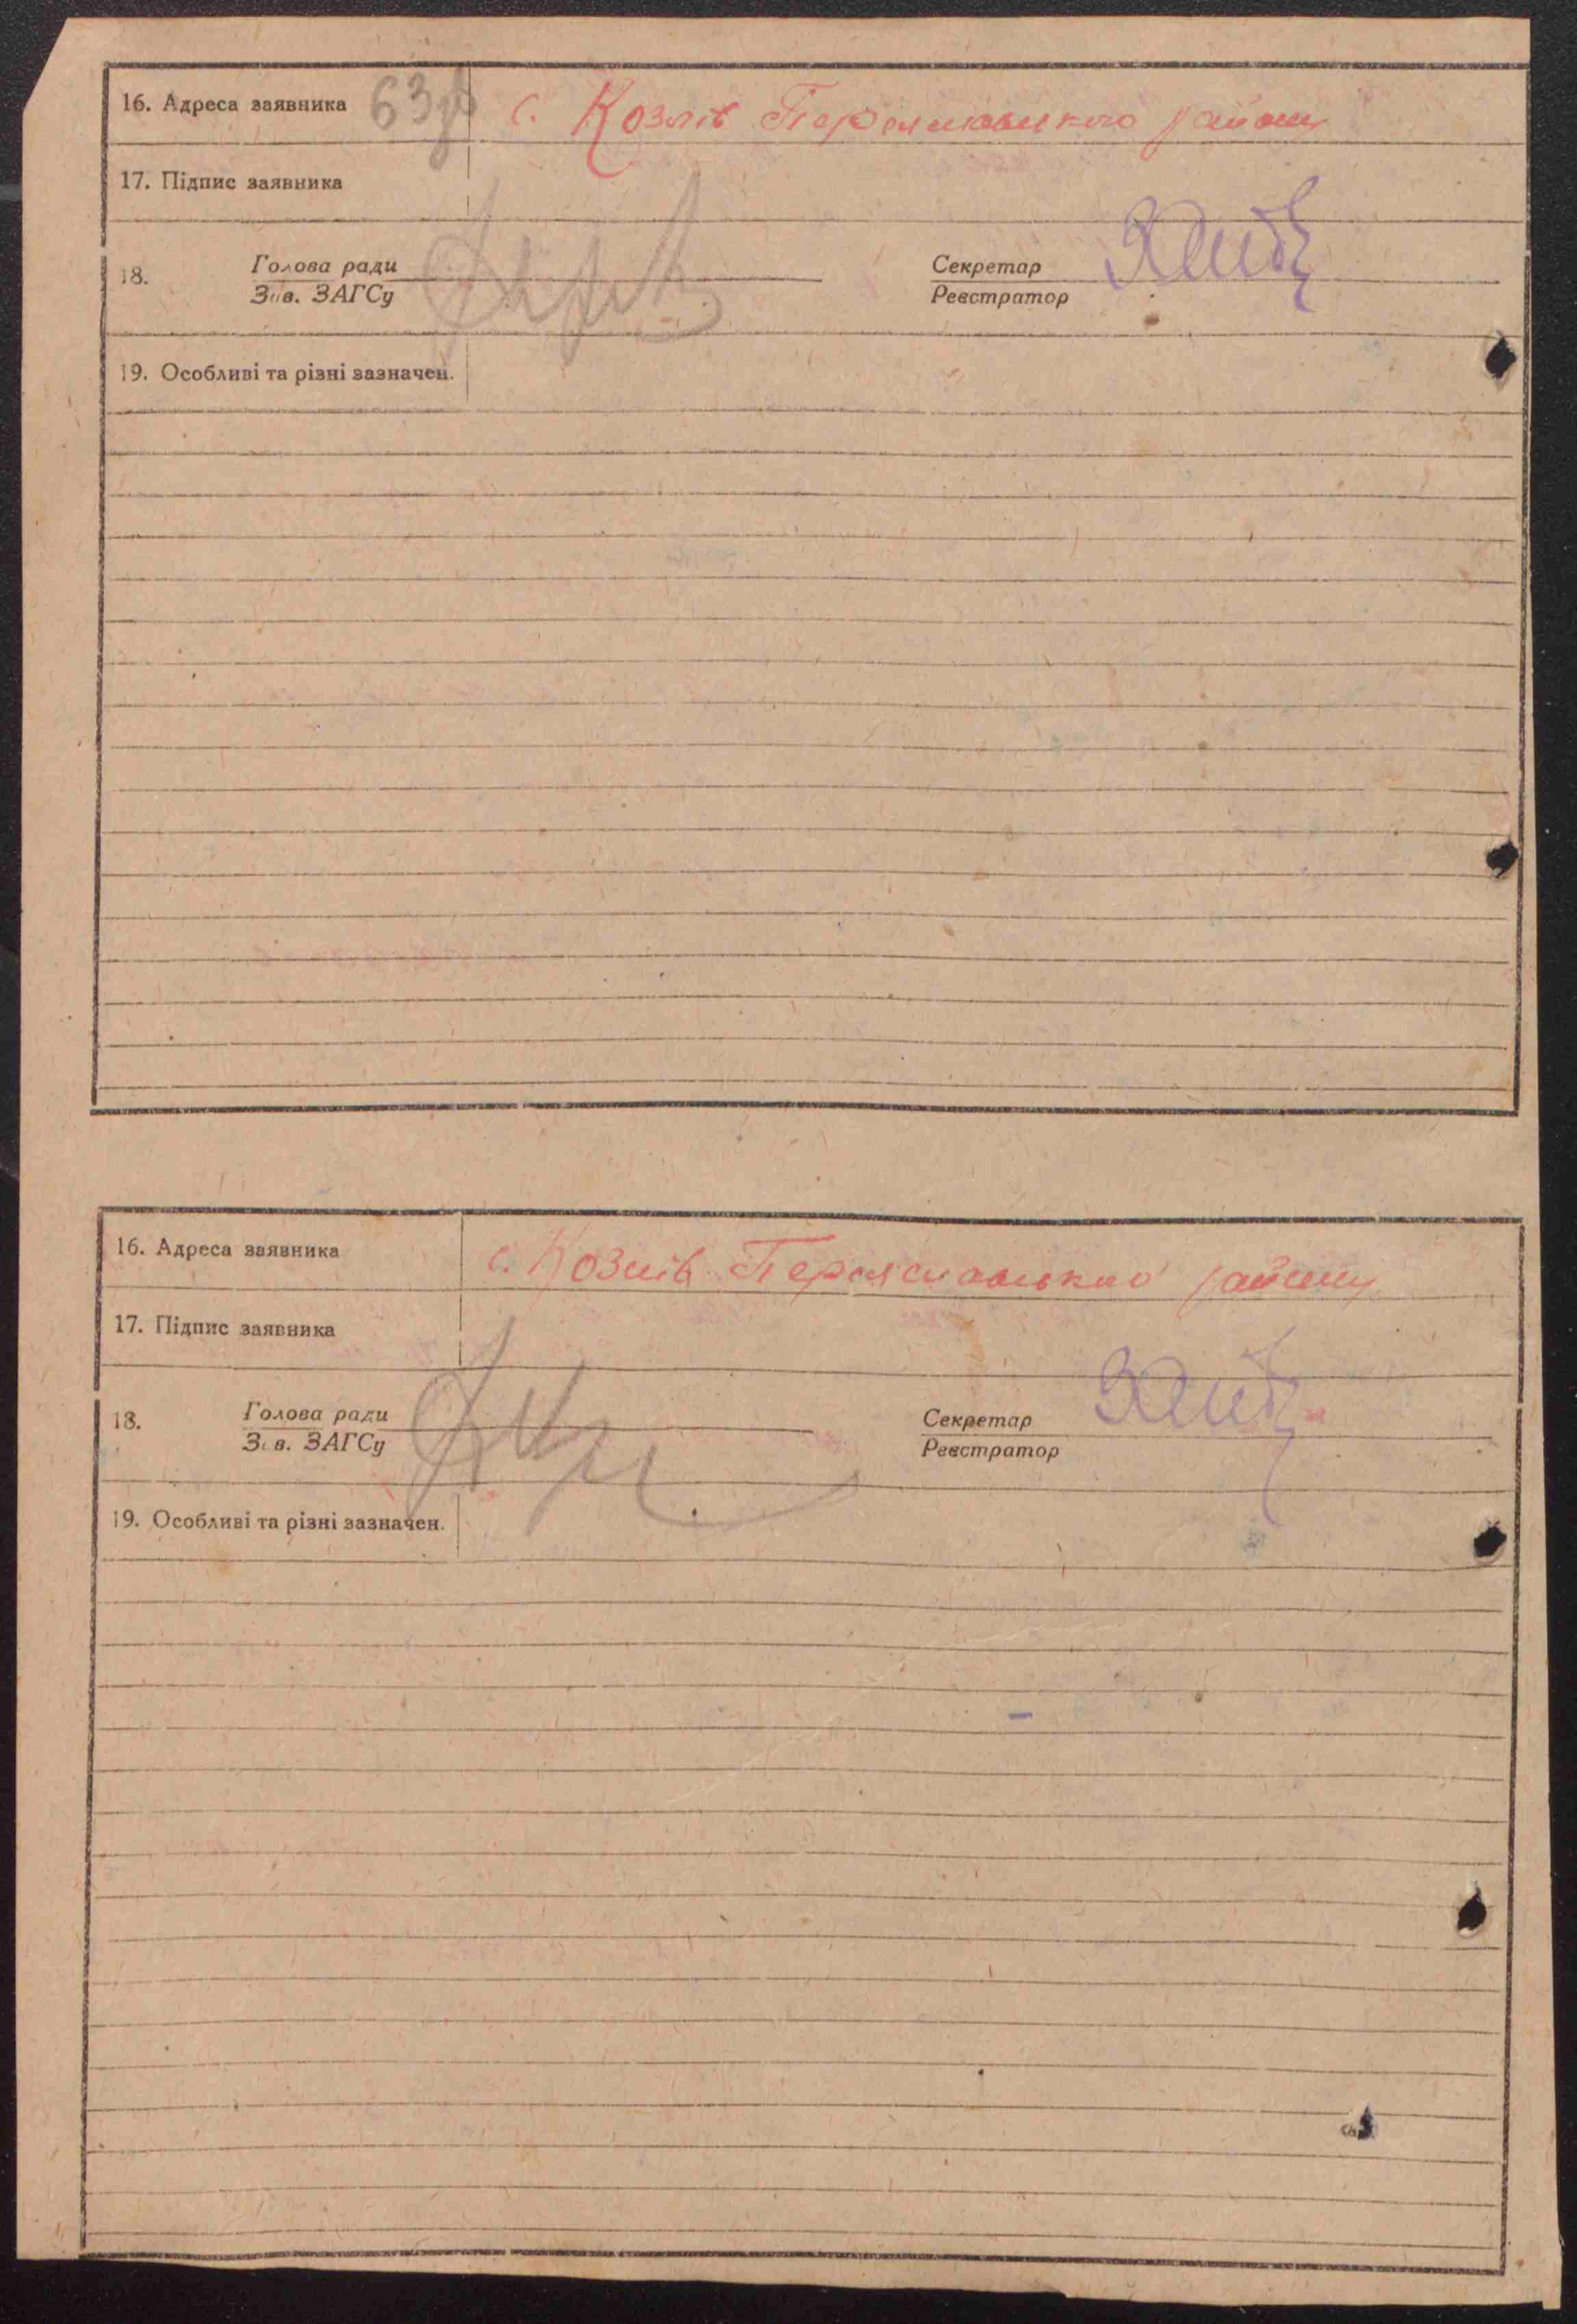 16. Адреса заявника 63зв с. Козлів Переяславського району
17. Підпис заявника
18. Голова ради Секретар
Зав. ЗАГСу Реєстратор
19. Особливі та різні зазначен.
16. Адреса заявника с. Козлів Переяславського району
17. Підпис заявника
18. Голова ради Секретар
Зав. ЗАГСу Реєстратор
19. Особливі та різні зазначен.